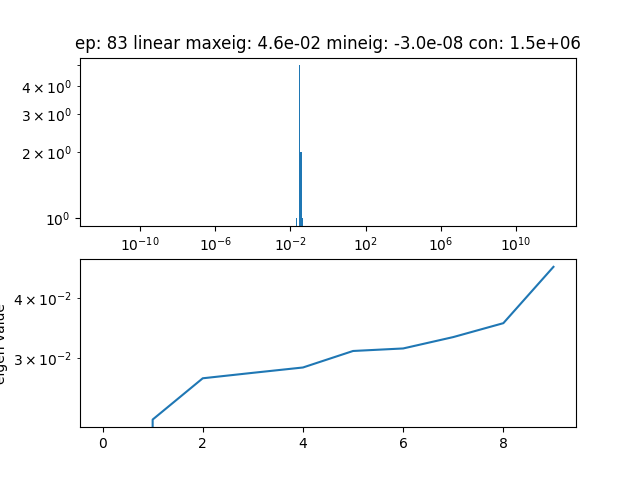 ep: 83 linear maxeig: 4.6e-02 mineig: -3.0e-08 con: 1.5e+06
4 × 10⁰
3 × 10⁰
2 × 10⁰
10⁰
10⁻¹⁰ 10⁻⁶ 10⁻² 10² 10⁶ 10¹⁰
4 × 10⁻²
3 × 10⁻²
eigen value
0 2 4 6 8